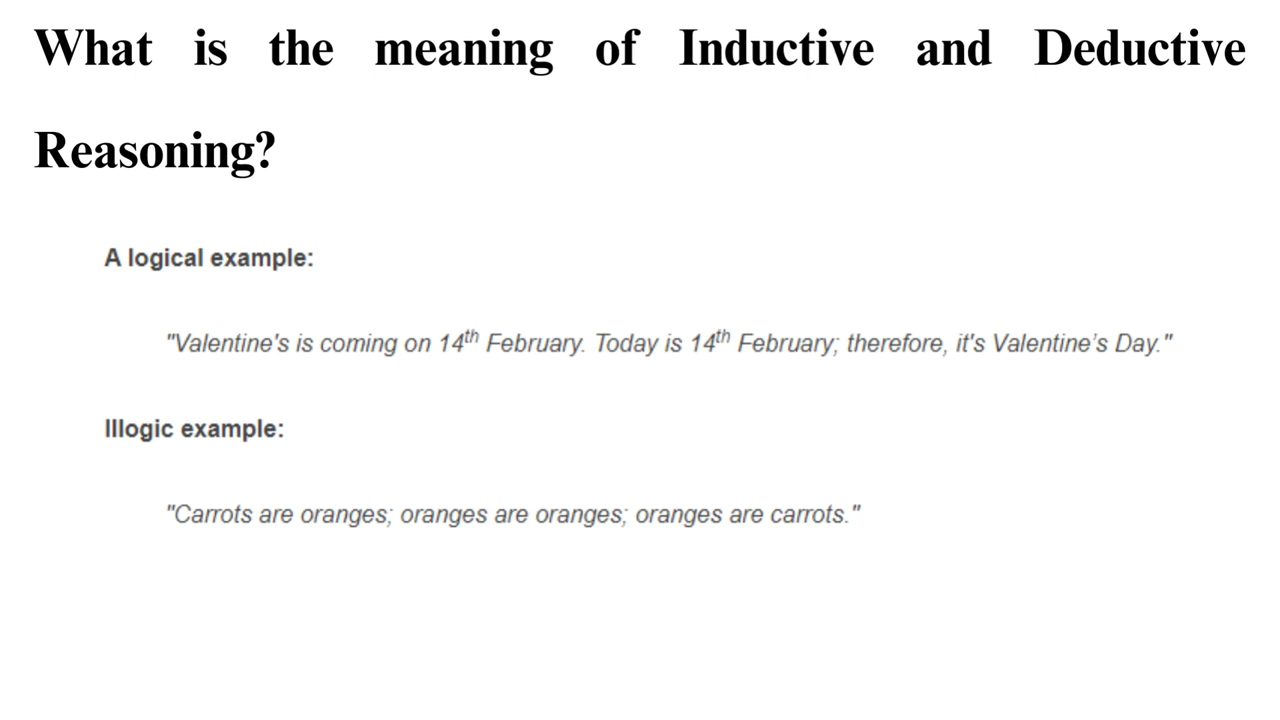 What is the meaning of Inductive and Deductive
Reasoning?
A logical example:
"Valentine's is coming on 14th February. Today is 14th February; therefore, it's Valentine’s Day."
Illogic example:
"Carrots are oranges; oranges are oranges; oranges are carrots."